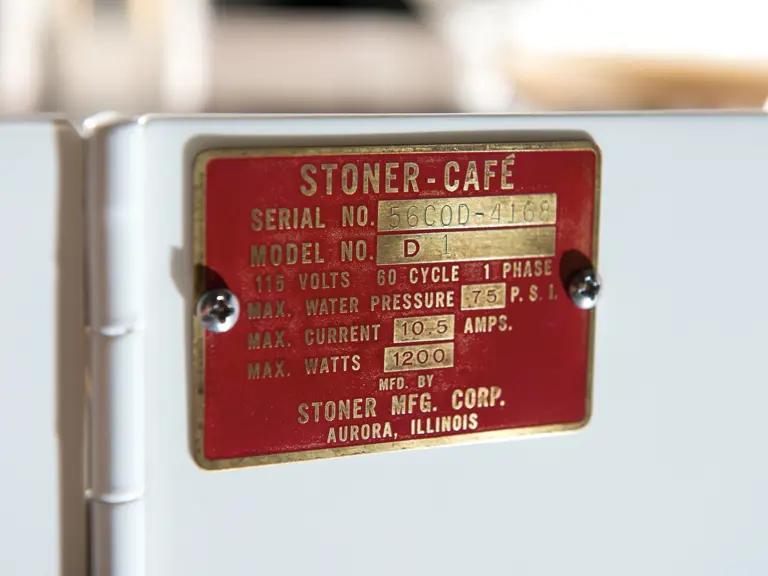 STONER-CAFÉ
SERIAL NO. 56COD-4168
MODEL NO. D 1
115 VOLTS 60 CYCLE 1 PHASE
MAX. WATER PRESSURE 75 P.S.I.
MAX. CURRENT 10.5 AMPS.
MAX. WATTS 1200
MFD. BY
STONER MFG. CORP.
AURORA, ILLINOIS